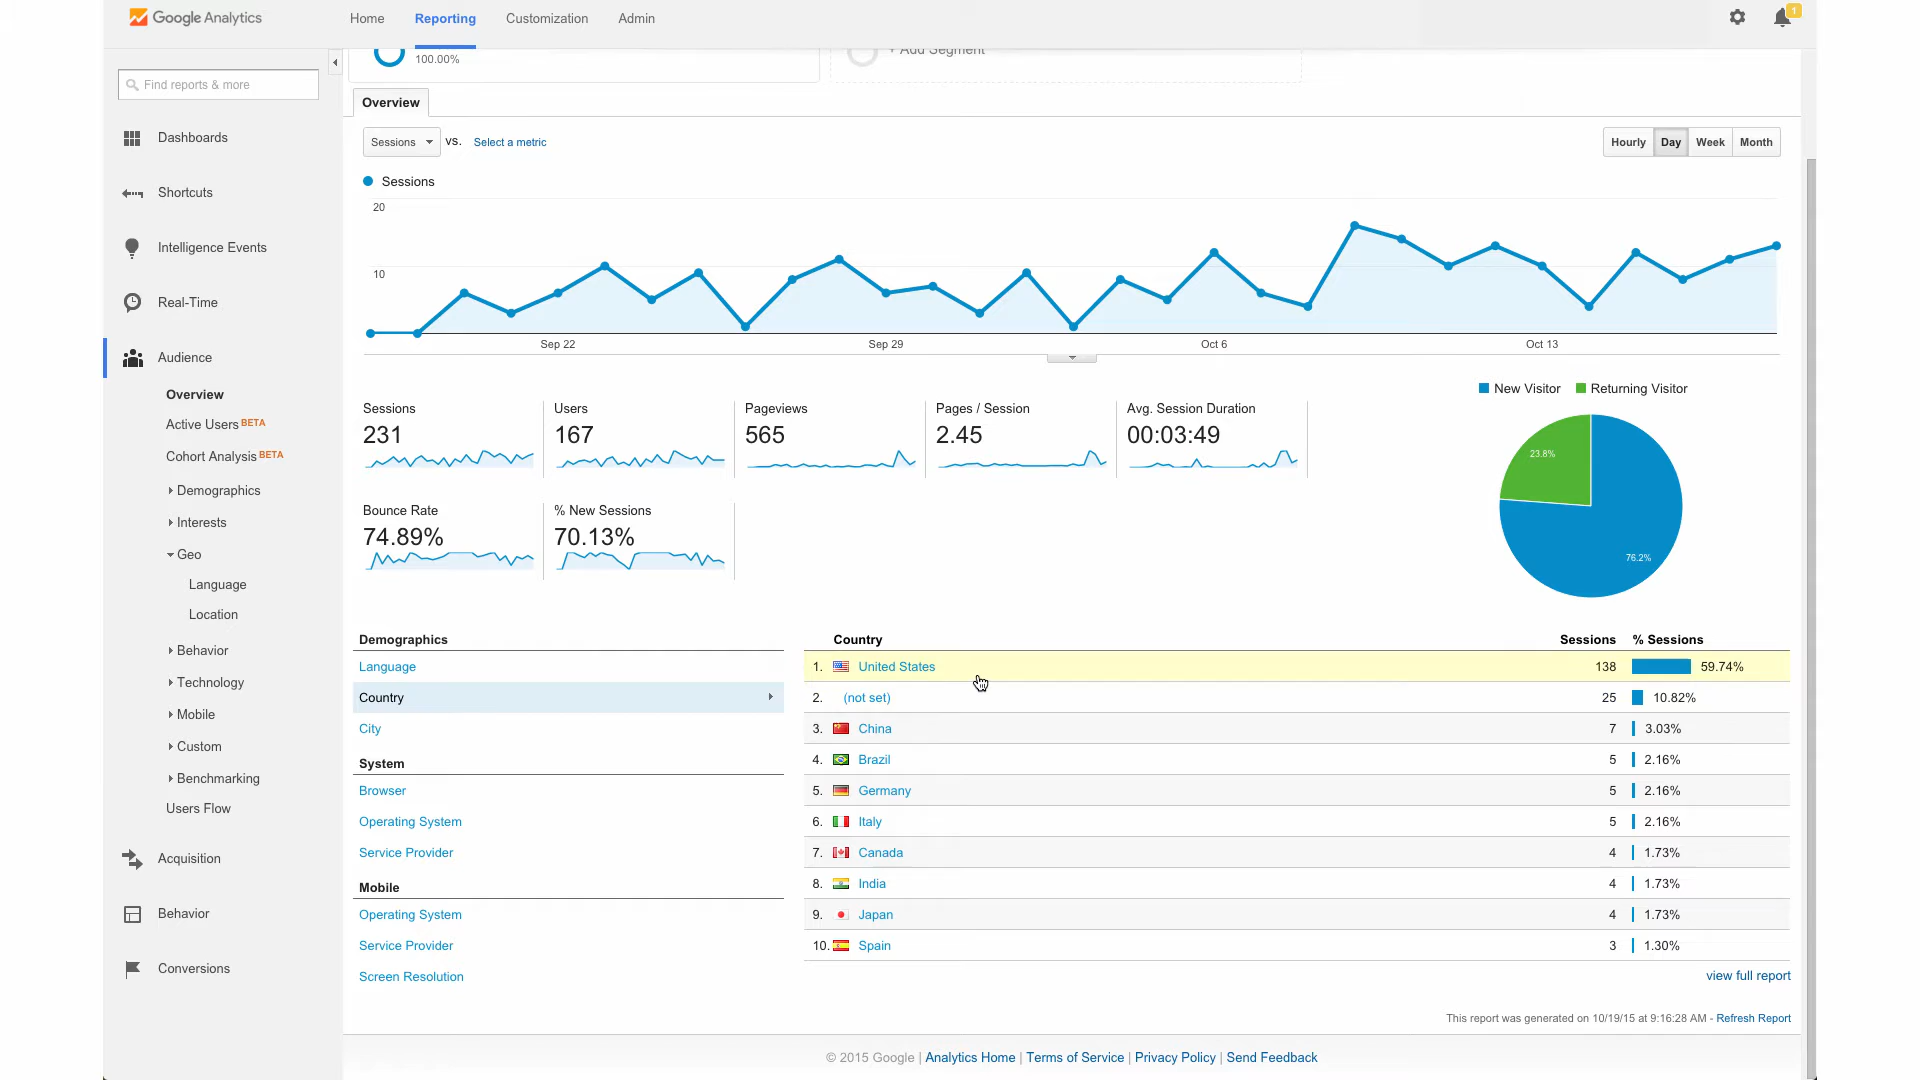 Google Analytics
Home Reporting Customization Admin
1
100.00%
+ Add Segment
Find reports & more
Overview
Sessions vs. Select a metric
Hourly Day Week Month
Sessions
20
10
Sep 22 Sep 29 Oct 6 Oct 13
Dashboards
Shortcuts
Intelligence Events
Real-Time
Audience
Overview
Active Users BETA
Cohort Analysis BETA
Demographics
Interests
Geo
Language
Location
Behavior
Technology
Mobile
Custom
Benchmarking
Users Flow
Acquisition
Behavior
Conversions
New Visitor Returning Visitor
23.8%
76.2%
Sessions Users Pageviews Pages / Session Avg. Session Duration
231 167 565 2.45 00:03:49
Bounce Rate % New Sessions
74.89% 70.13%
Demographics
Language
Country
City
System
Browser
Operating System
Service Provider
Mobile
Operating System
Service Provider
Screen Resolution
Country Sessions % Sessions
1. United States 138 59.74%
2. (not set) 25 10.82%
3. China 7 3.03%
4. Brazil 5 2.16%
5. Germany 5 2.16%
6. Italy 5 2.16%
7. Canada 4 1.73%
8. India 4 1.73%
9. Japan 4 1.73%
10. Spain 3 1.30%
view full report
This report was generated on 10/19/15 at 9:16:28 AM - Refresh Report
© 2015 Google | Analytics Home | Terms of Service | Privacy Policy | Send Feedback